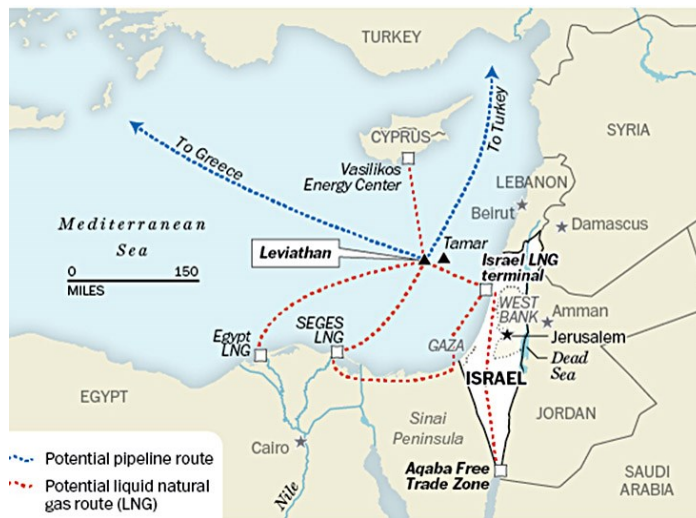 TURKEY
SYRIA
CYPRUS
To Greece
To Turkey
Vasilikos
Energy Center
LEBANON
Beirut
Damascus
Mediterranean
Sea
0 150
MILES
Leviathan
Tamar
Israel LNG
terminal
WEST
BANK
Amman
Jerusalem
Dead
Sea
Egypt
LNG
SEGES
LNG
GAZA
ISRAEL
EGYPT
Sinai
Peninsula
JORDAN
Cairo
Nile
Aqaba Free
Trade Zone
SAUDI
ARABIA
Potential pipeline route
Potential liquid natural
gas route (LNG)